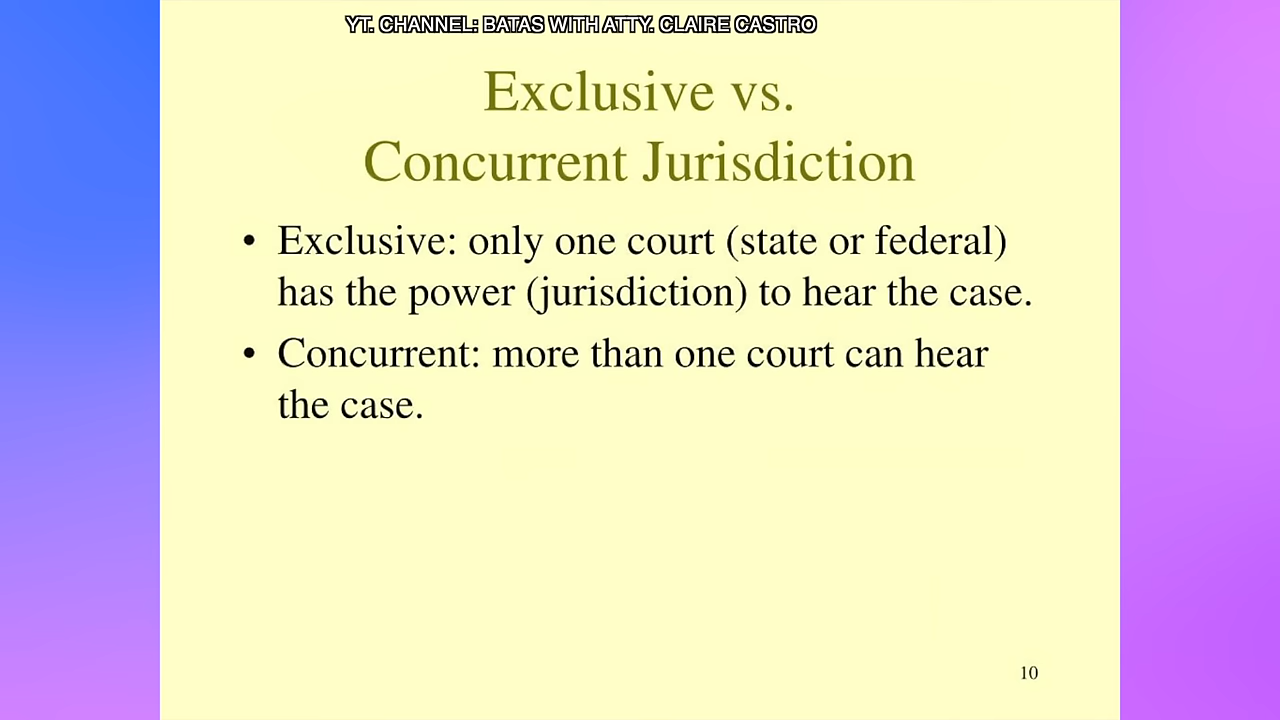 YT. CHANNEL: BATAS WITH ATTY. CLAIRE CASTRO
Exclusive vs.
Concurrent Jurisdiction
• Exclusive: only one court (state or federal)
has the power (jurisdiction) to hear the case.
• Concurrent: more than one court can hear
the case.
10